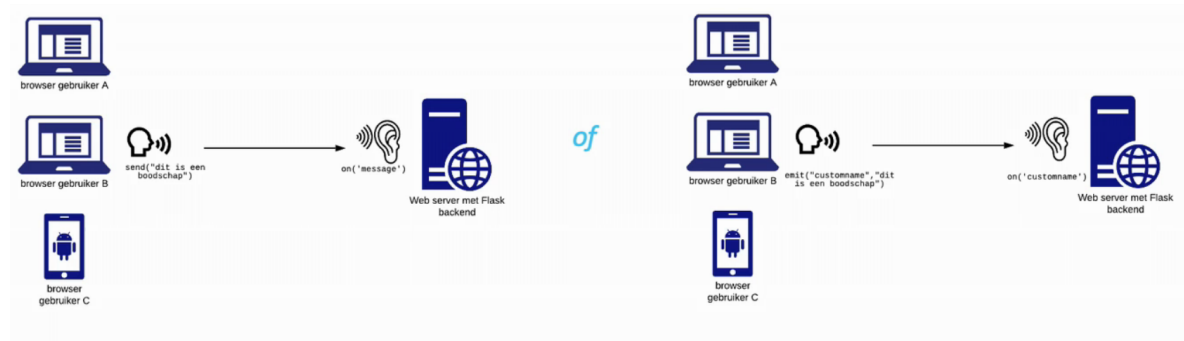 browser gebruiker A
browser gebruiker B
send("dit is een
boodschap")
on('message')
Web server met Flask
backend
browser
gebruiker C
of
browser gebruiker A
browser gebruiker B
emit("customname","dit
is een boodschap")
on('customname')
Web server met Flask
backend
browser
gebruiker C